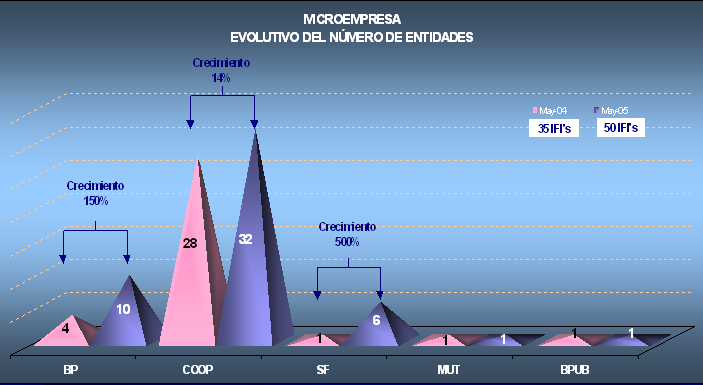 MICROEMPRESA
EVOLUTIVO DEL NÚMERO DE ENTIDADES
Crecimiento
14%
May-04
May-05
35 IFI's
50 IFI's
Crecimiento
150%
Crecimiento
500%
4
10
28
32
1
6
1
1
1
1
BP
COOP
SF
MUT
BPUB